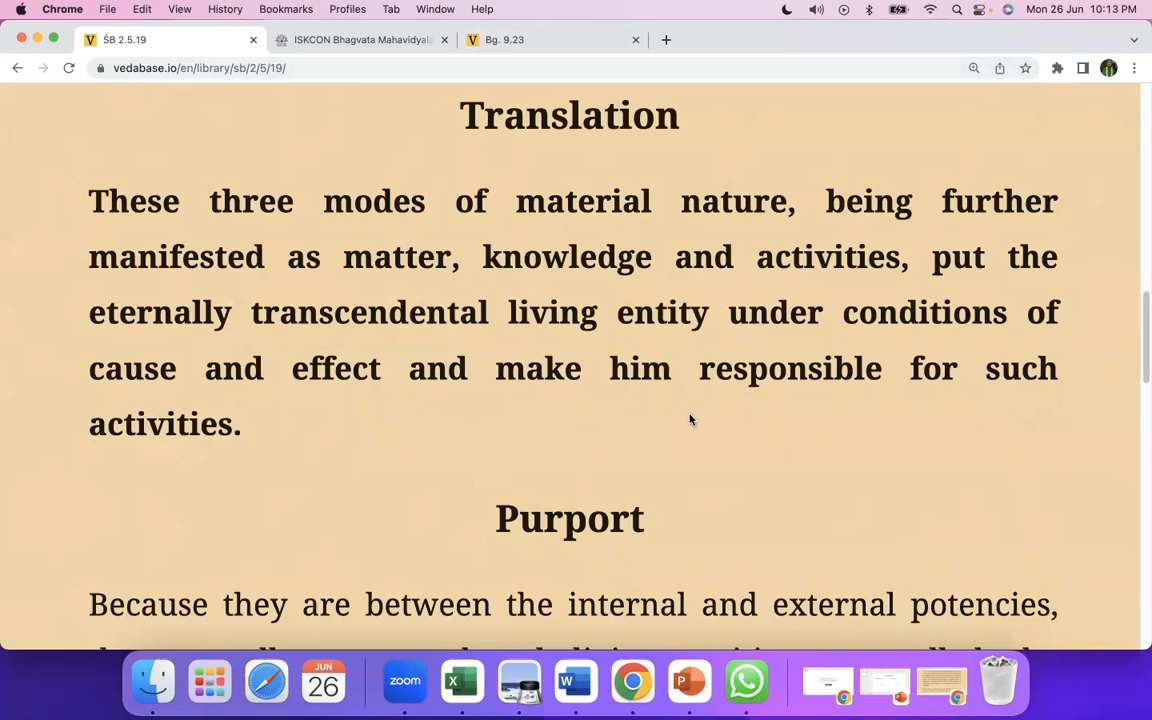 Chrome File Edit View History Bookmarks Profiles Tab Window Help Mon 26 Jun 10:13 PM
ŚB 2.5.19 ISKCON Bhagvata Mahavidyal Bg. 9.23
vedabase.io/en/library/sb/2/5/19/
Translation
These three modes of material nature, being further
manifested as matter, knowledge and activities, put the
eternally transcendental living entity under conditions of
cause and effect and make him responsible for such
activities.
Purport
Because they are between the internal and external potencies,
JUN
26
zoom